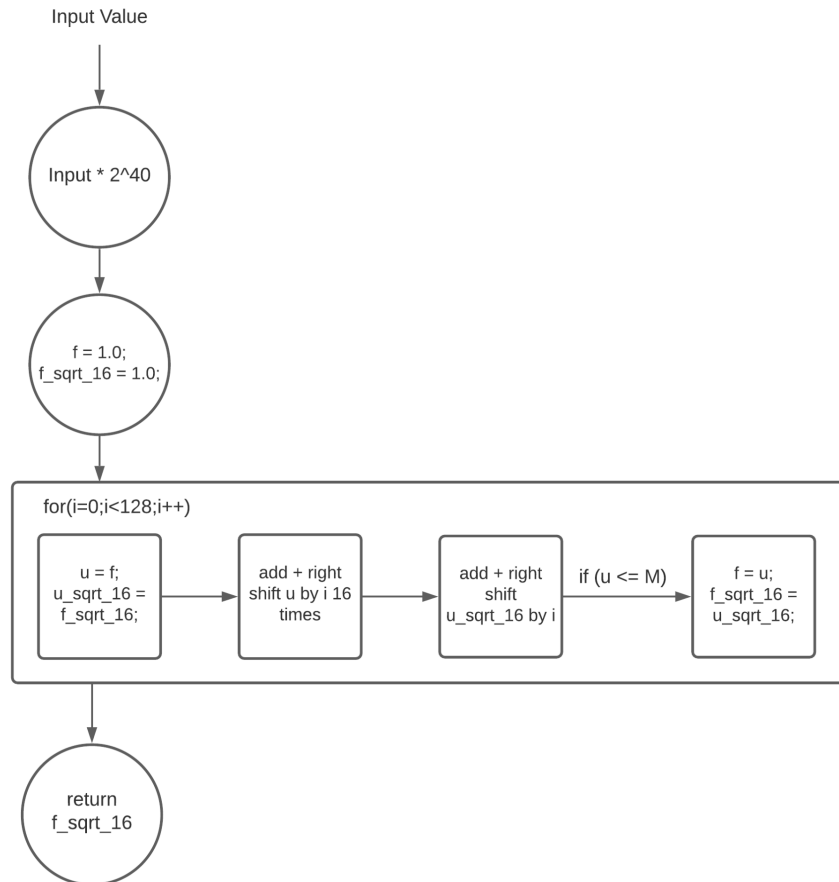 Input Value
Input * 2^40
f = 1.0;
f_sqrt_16 = 1.0;
for(i=0;i<128;i++)
u = f;
u_sqrt_16 =
f_sqrt_16;
add + right
shift u by i 16
times
add + right
shift
u_sqrt_16 by i
if (u <= M)
f = u;
f_sqrt_16 =
u_sqrt_16;
return
f_sqrt_16